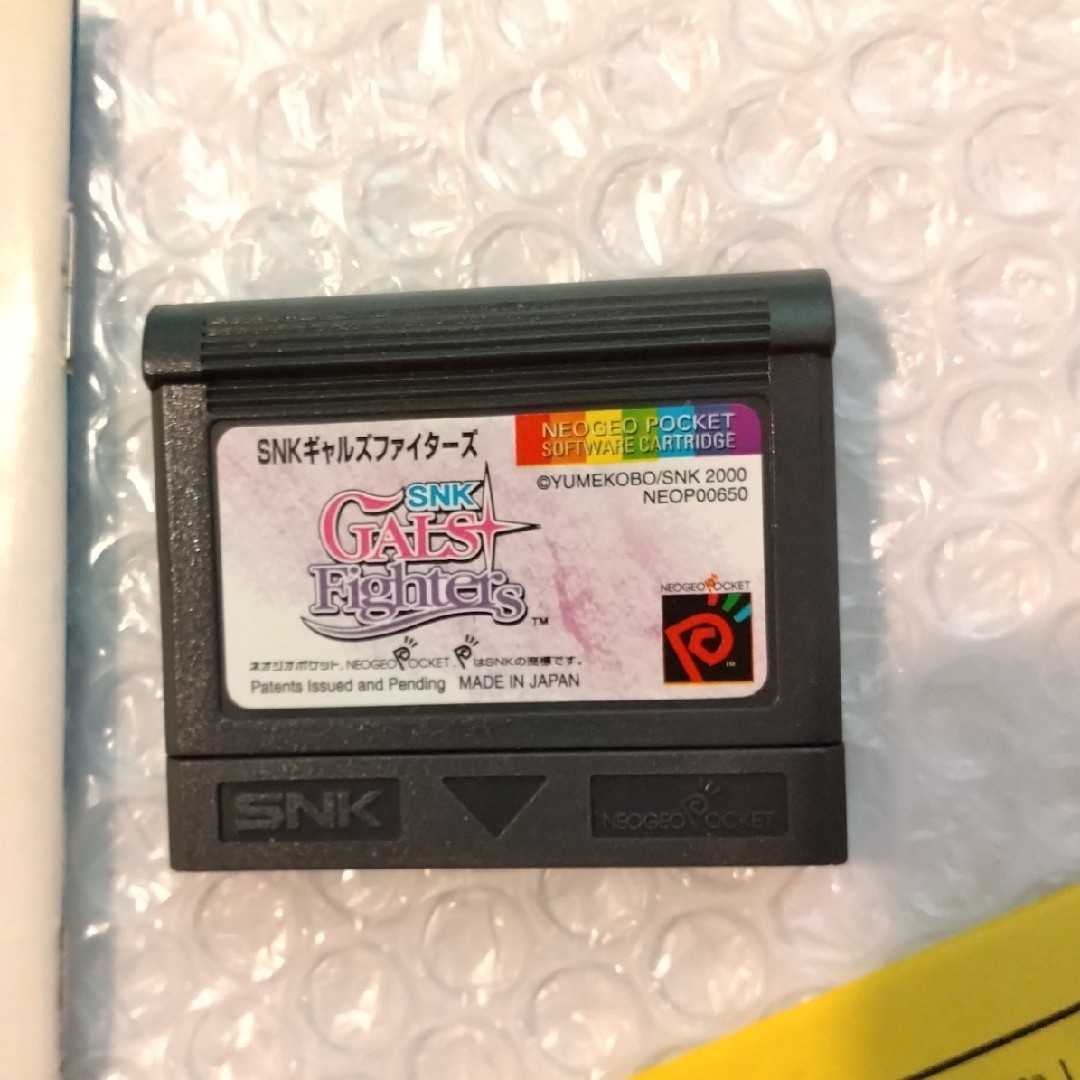 SNKギャルズファイターズ
NEOGEO POCKET
SOFTWARE CARTRIDGE
©YUMEKOBO/SNK 2000
NEOP00650
SNK
GALS'
Fighters
TM
NEOGEO POCKET
TM
ネオジオポケット、NEOGEO POCKET、PはSNKの商標です。
Patents Issued and Pending MADE IN JAPAN
SNK
NEOGEO POCKET